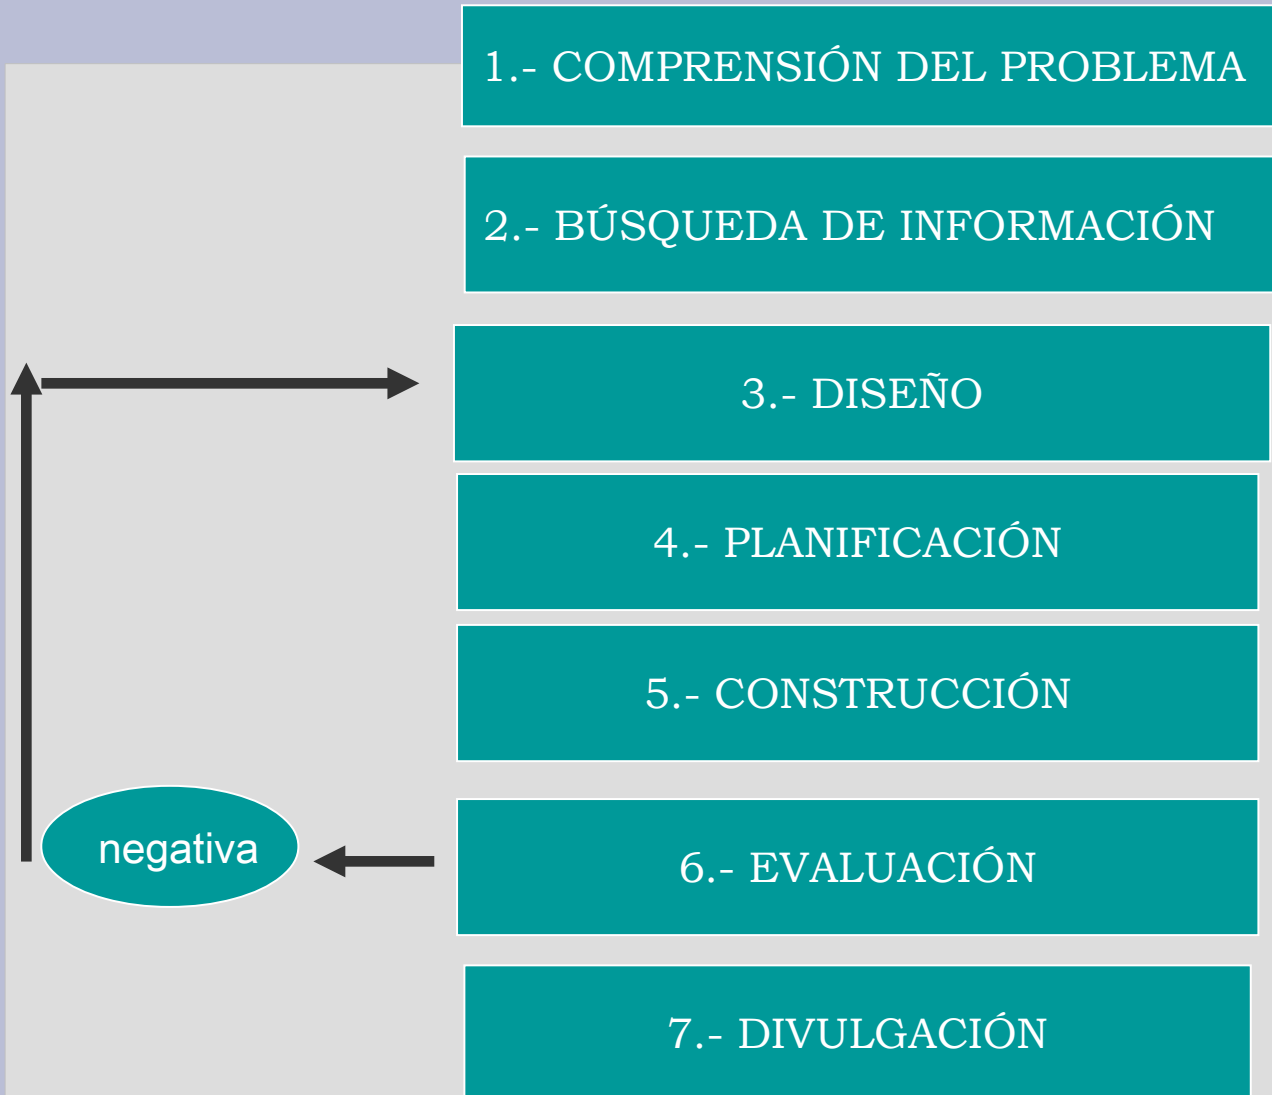 1.- COMPRENSIÓN DEL PROBLEMA
2.- BÚSQUEDA DE INFORMACIÓN
3.- DISEÑO
4.- PLANIFICACIÓN
5.- CONSTRUCCIÓN
negativa
6.- EVALUACIÓN
7.- DIVULGACIÓN